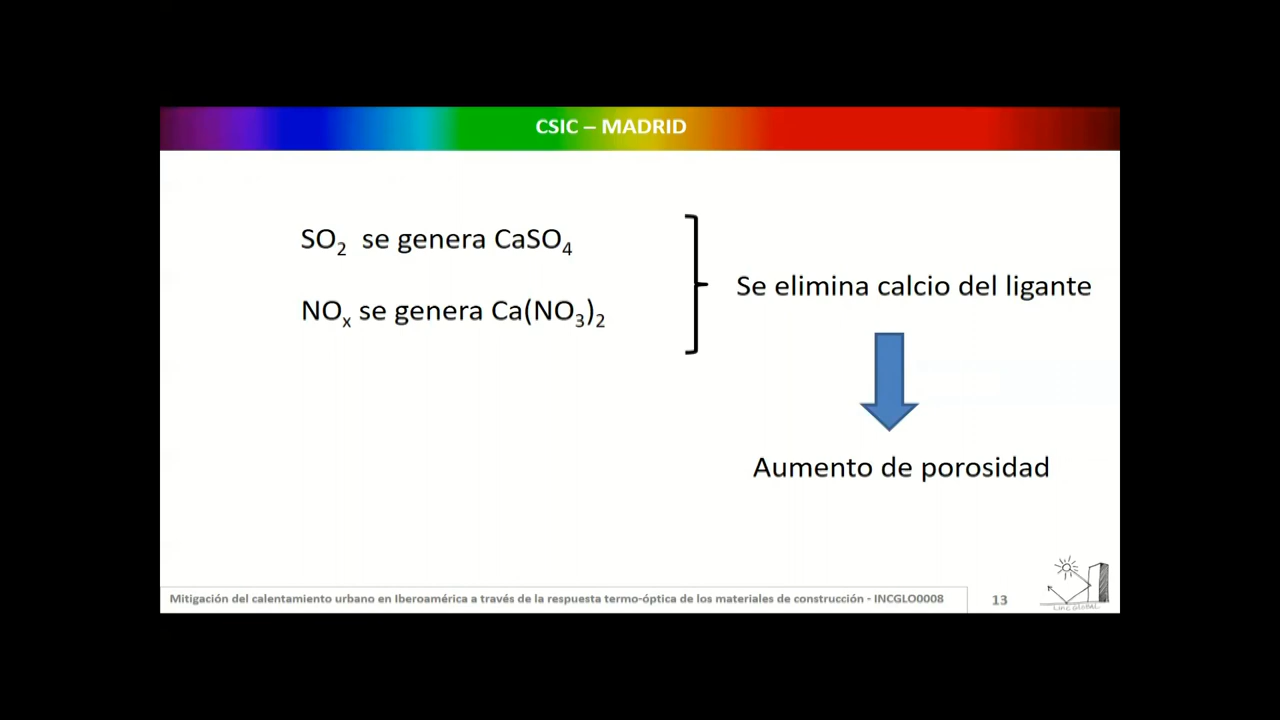 CSIC – MADRID
SO₂ se genera CaSO₄
NOₓ se genera Ca(NO₃)₂
Se elimina calcio del ligante
Aumento de porosidad
Mitigación del calentamiento urbano en Iberoamérica a través de la respuesta termo-óptica de los materiales de construcción - INCGLO0008
13
Linc Global